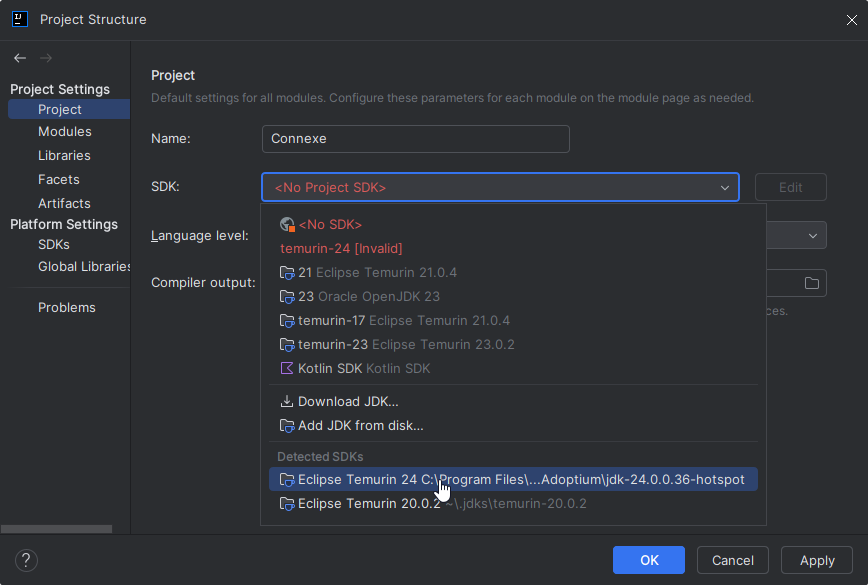 Project Structure
Project Settings
Project
Modules
Libraries
Facets
Artifacts
Platform Settings
SDKs
Global Libraries
Problems
Project
Default settings for all modules. Configure these parameters for each module on the module page as needed.
Name: Connexe
SDK: <No Project SDK> Edit
Language level:
Compiler output:
ces.
<No SDK>
temurin-24 [Invalid]
21 Eclipse Temurin 21.0.4
23 Oracle OpenJDK 23
temurin-17 Eclipse Temurin 21.0.4
temurin-23 Eclipse Temurin 23.0.2
Kotlin SDK Kotlin SDK
Download JDK...
Add JDK from disk...
Detected SDKs
Eclipse Temurin 24 C:\Program Files\...Adoptium\jdk-24.0.0.36-hotspot
Eclipse Temurin 20.0.2 ~\.jdks\temurin-20.0.2
? OK Cancel Apply